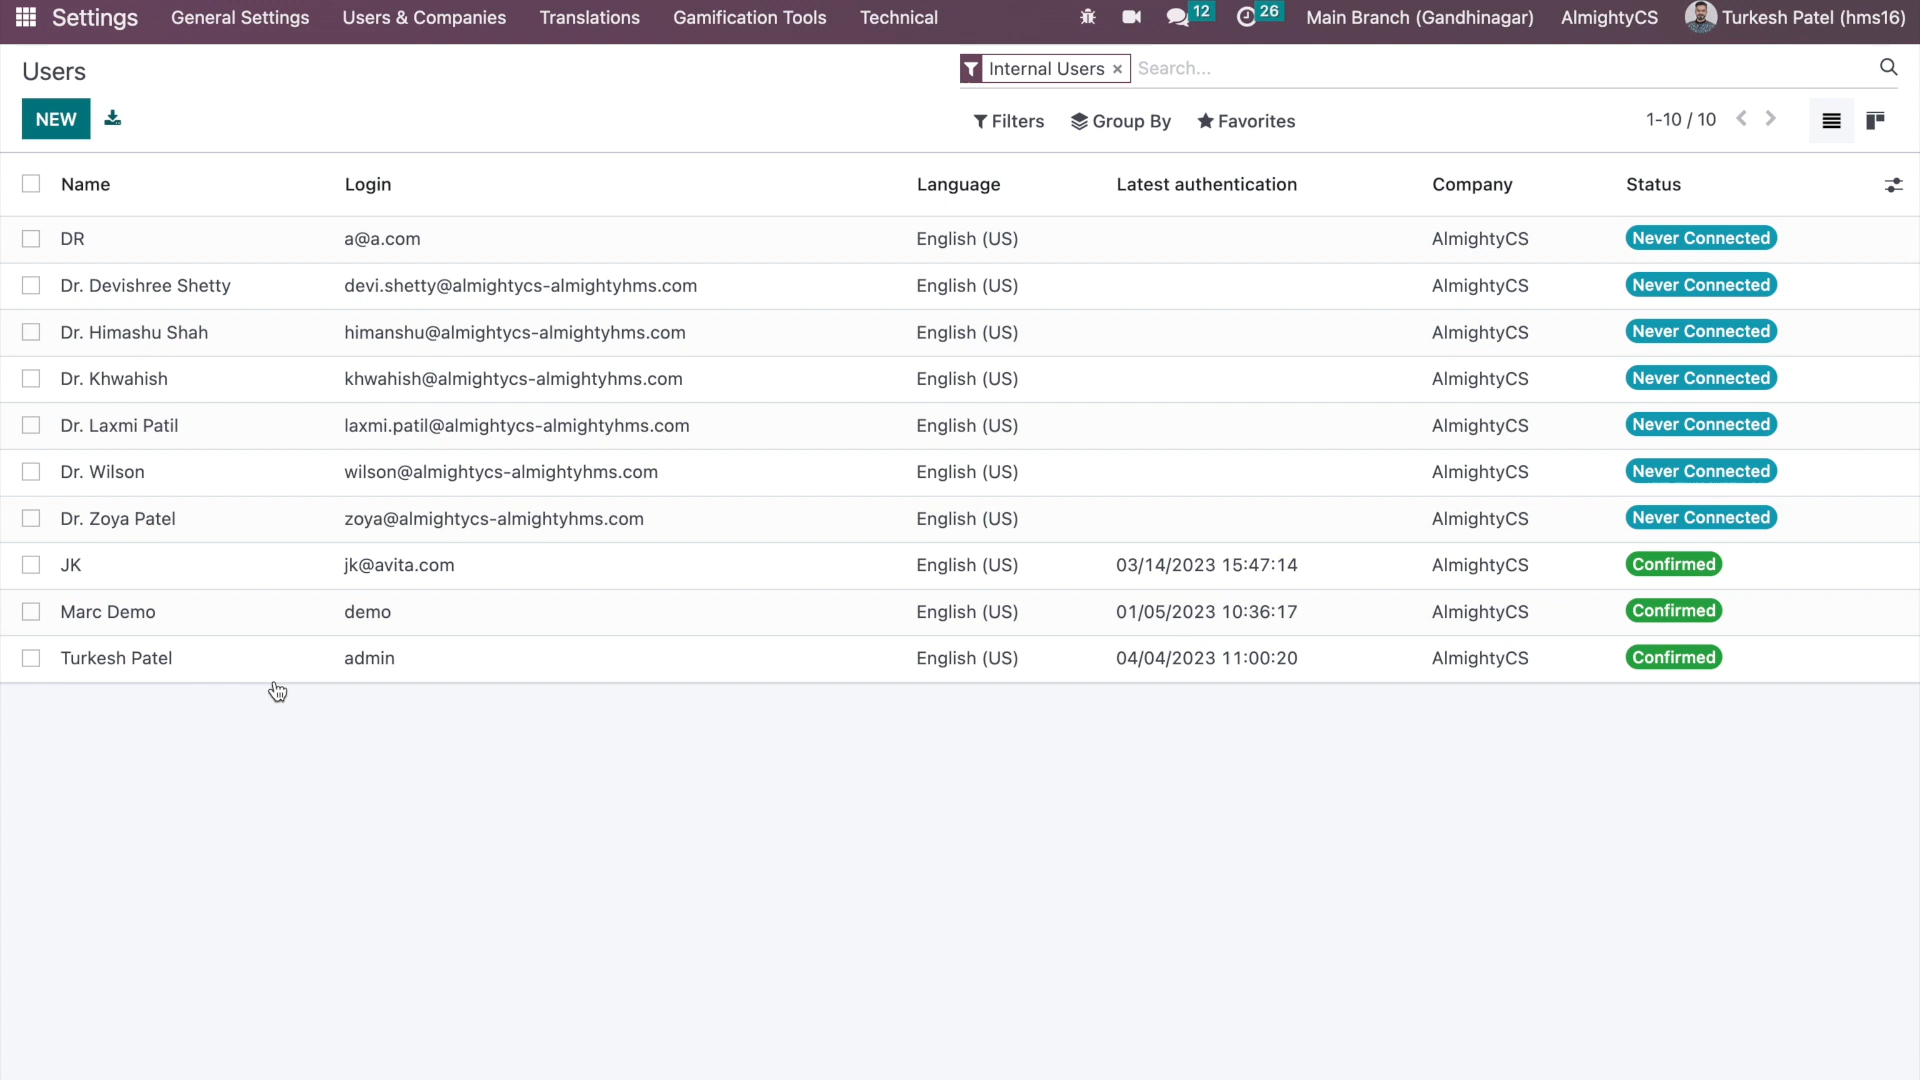 Settings General Settings Users & Companies Translations Gamification Tools Technical 12 26 Main Branch (Gandhinagar) AlmightyCS Turkesh Patel (hms16)
Users Internal Users × Search...
NEW Filters Group By Favorites 1-10 / 10
Name Login Language Latest authentication Company Status
DR a@a.com English (US) AlmightyCS Never Connected
Dr. Devishree Shetty devi.shetty@almightycs-almightyhms.com English (US) AlmightyCS Never Connected
Dr. Himashu Shah himanshu@almightycs-almightyhms.com English (US) AlmightyCS Never Connected
Dr. Khwahish khwahish@almightycs-almightyhms.com English (US) AlmightyCS Never Connected
Dr. Laxmi Patil laxmi.patil@almightycs-almightyhms.com English (US) AlmightyCS Never Connected
Dr. Wilson wilson@almightycs-almightyhms.com English (US) AlmightyCS Never Connected
Dr. Zoya Patel zoya@almightycs-almightyhms.com English (US) AlmightyCS Never Connected
JK jk@avita.com English (US) 03/14/2023 15:47:14 AlmightyCS Confirmed
Marc Demo demo English (US) 01/05/2023 10:36:17 AlmightyCS Confirmed
Turkesh Patel admin English (US) 04/04/2023 11:00:20 AlmightyCS Confirmed